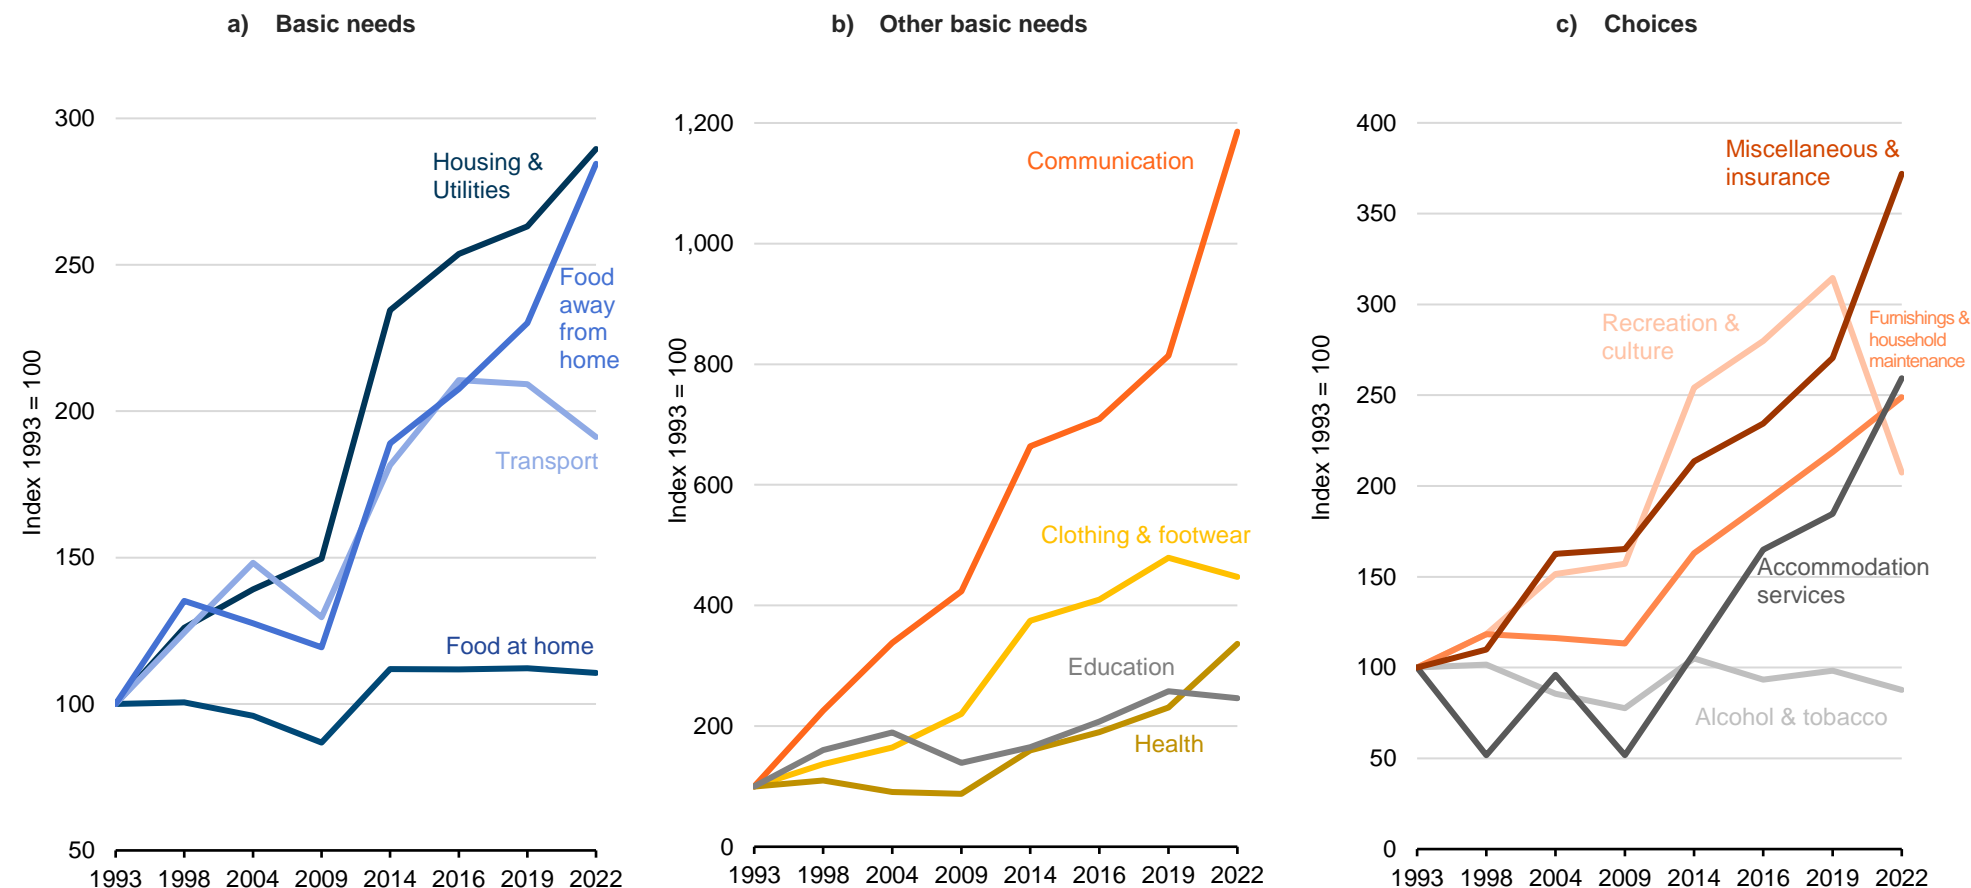 a) Basic needs
300
250
200
150
100
50
Index 1993 = 100
Housing &
Utilities
Food
away
from
home
Transport
Food at home
1993 1998 2004 2009 2014 2016 2019 2022
b) Other basic needs
1,200
1,000
800
600
400
200
0
Index 1993 = 100
Communication
Clothing & footwear
Education
Health
1993 1998 2004 2009 2014 2016 2019 2022
c) Choices
400
350
300
250
200
150
100
50
0
Index 1993 = 100
Miscellaneous &
insurance
Recreation &
culture
Furnishings &
household
maintenance
Accommodation
services
Alcohol & tobacco
1993 1998 2004 2009 2014 2016 2019 2022